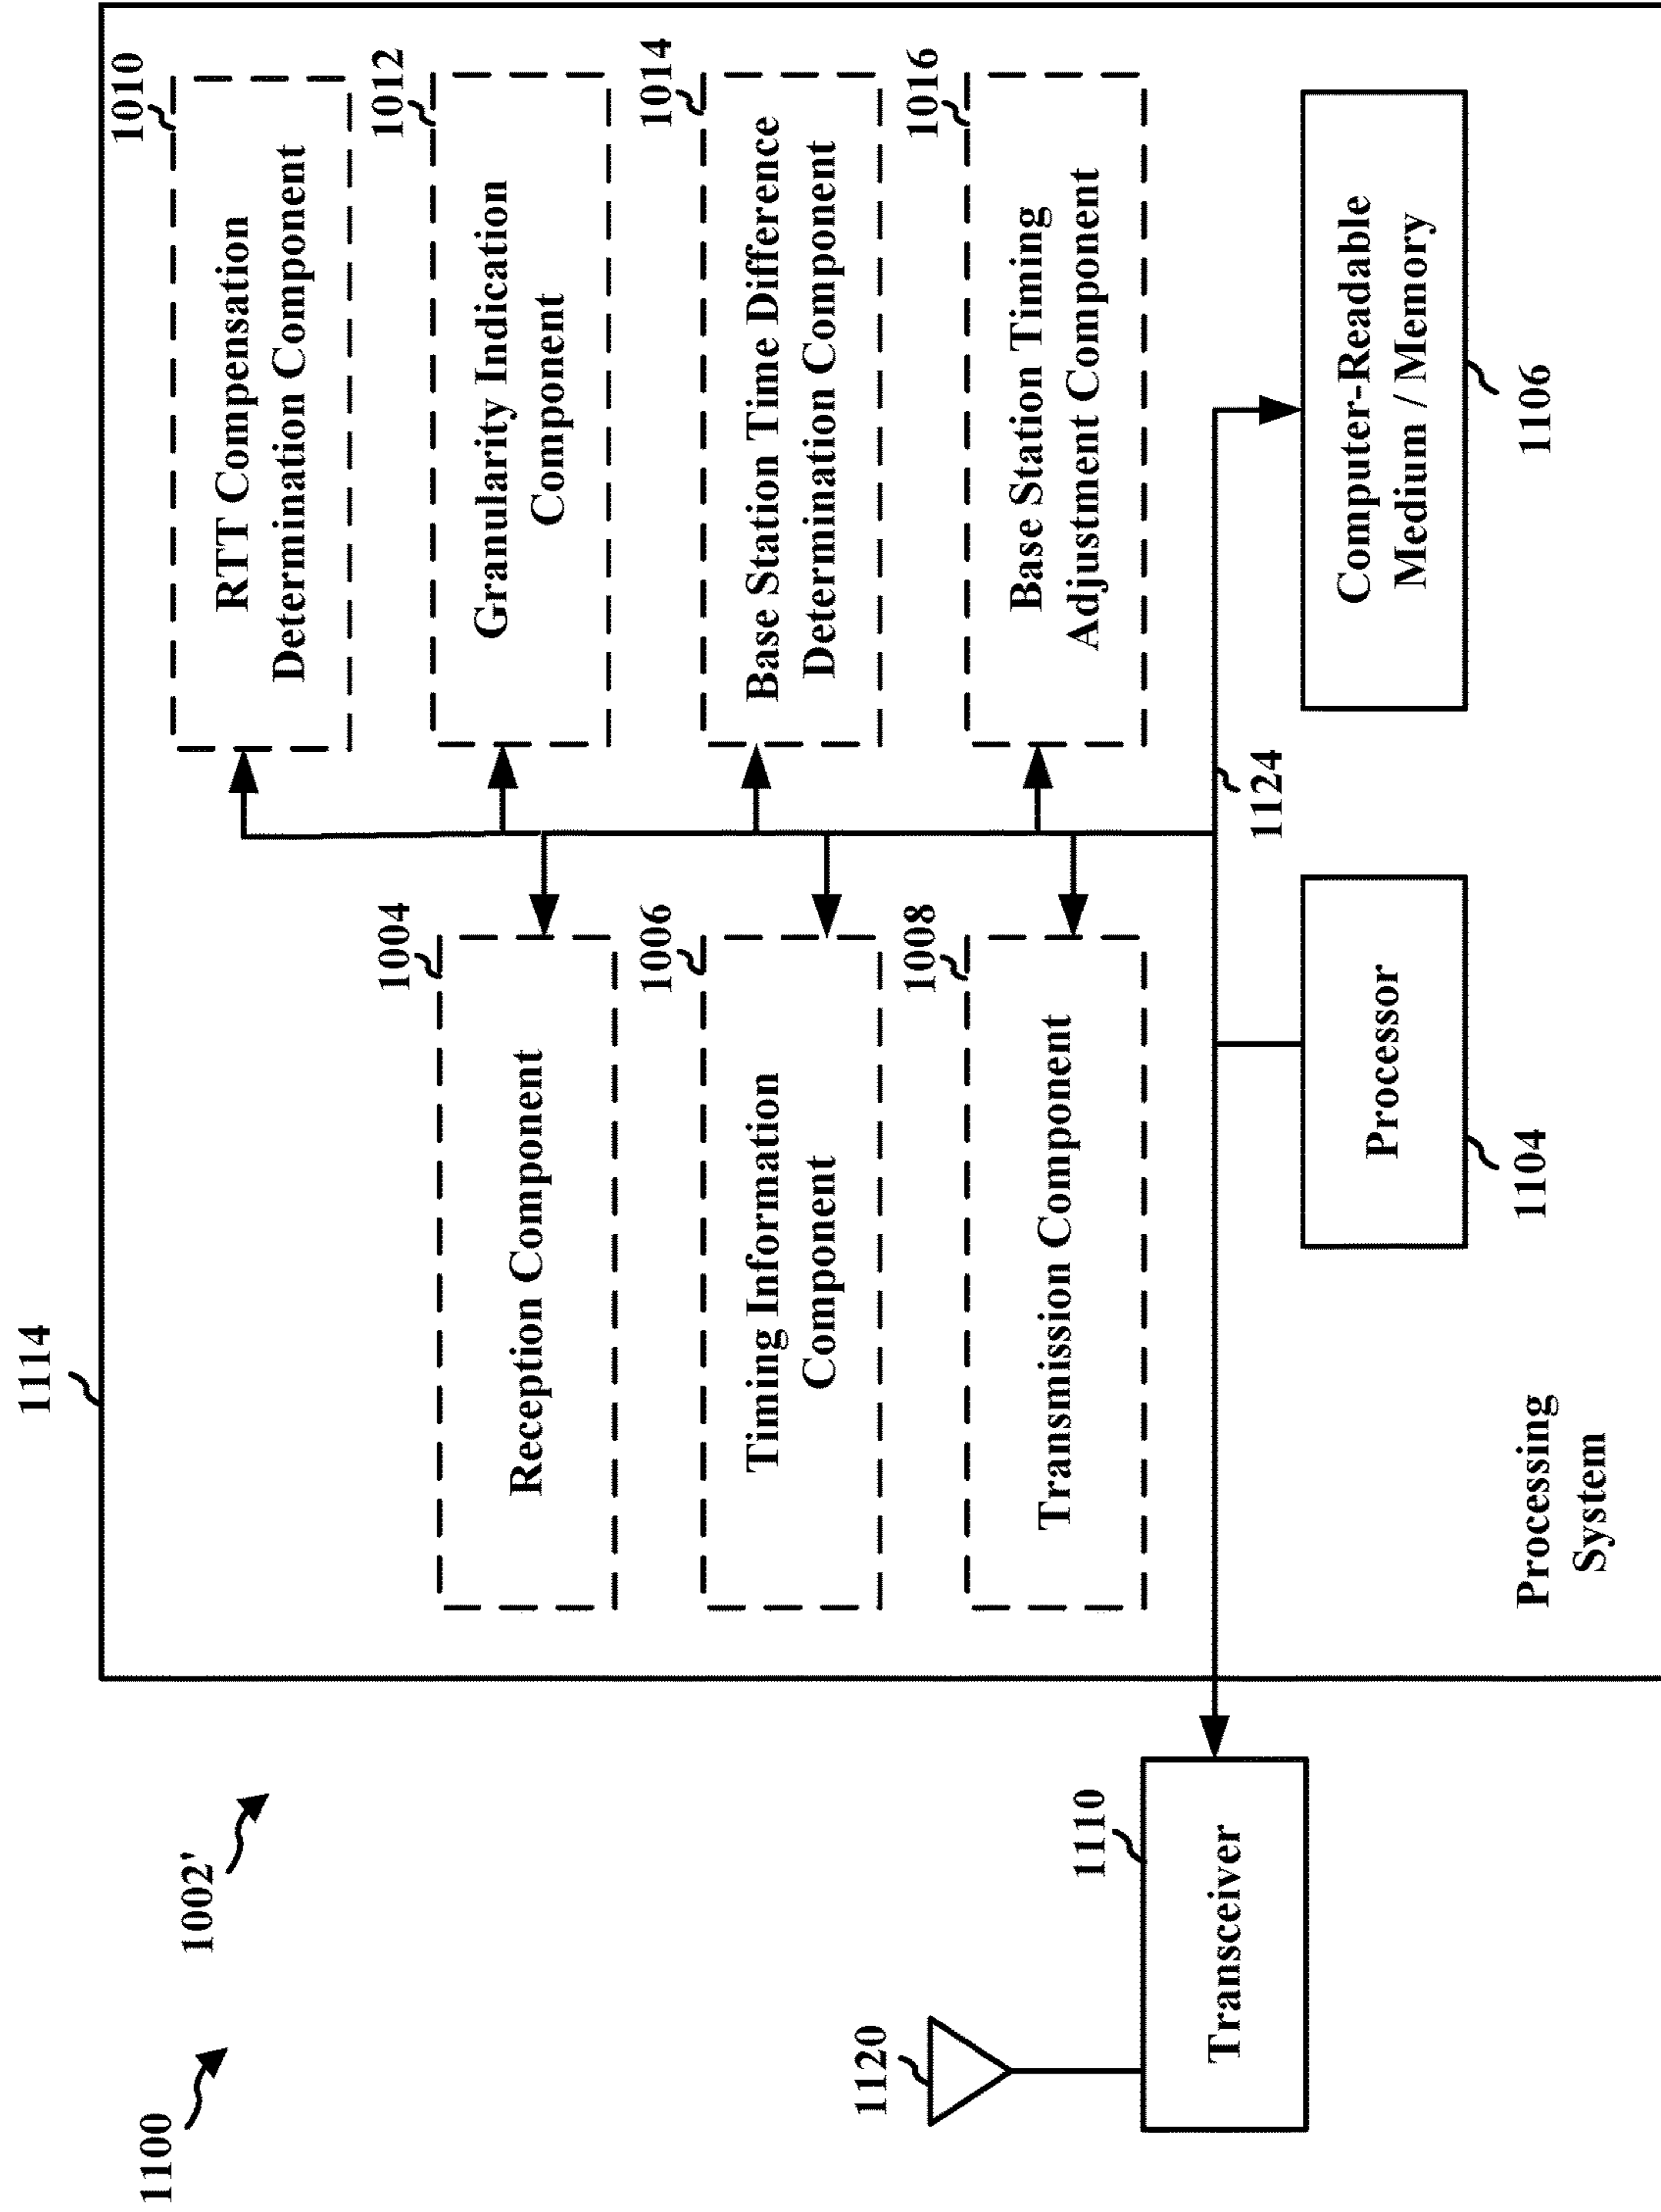 1100
1002'
1114
1010
RTT Compensation
Determination Component
1004
Reception Component
1012
Granularity Indication
Component
1006
Timing Information
Component
1014
Base Station Time Difference
Determination Component
1008
Transmission Component
1016
Base Station Timing
Adjustment Component
1120
1110
Transceiver
1124
Processor
1104
Computer-Readable
Medium / Memory
1106
Processing
System